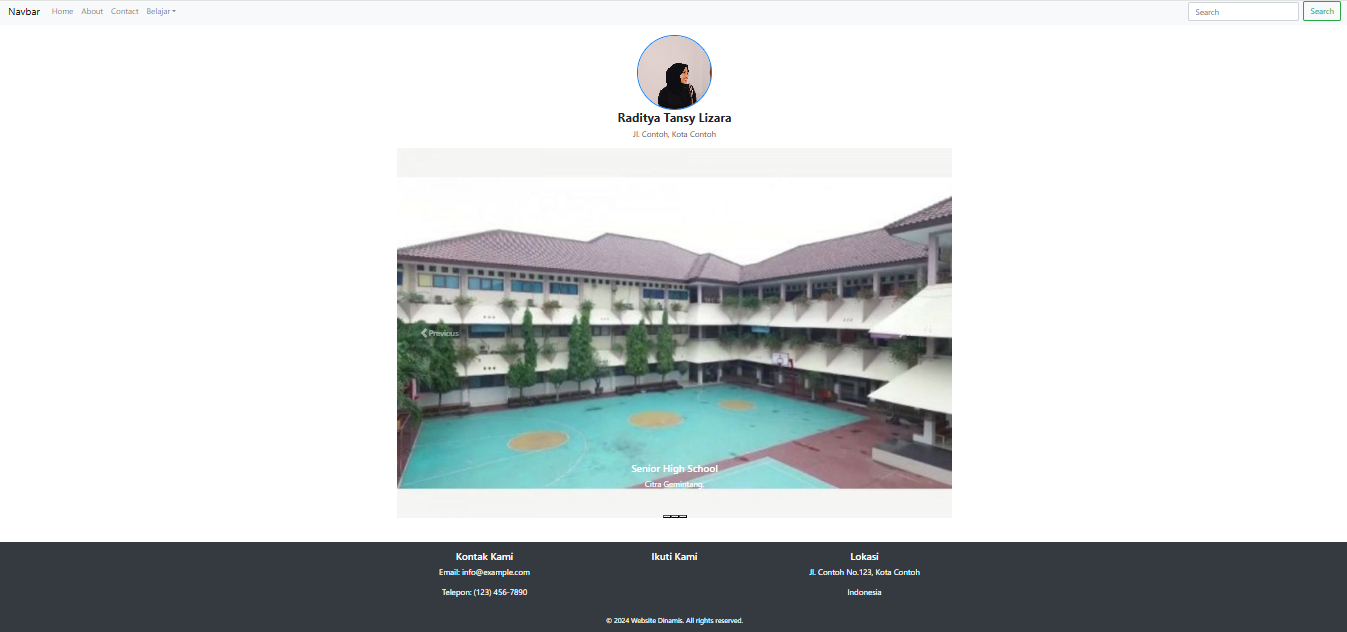 Navbar Home About Contact Belajar Search Search
Raditya Tansy Lizara
Jl. Contoh, Kota Contoh
Previous
Senior High School
Citra Gemintang.
Kontak Kami
Email: info@example.com
Telepon: (123) 456-7890
Ikuti Kami
Lokasi
Jl. Contoh No.123, Kota Contoh
Indonesia
© 2024 Website Dinamis. All rights reserved.